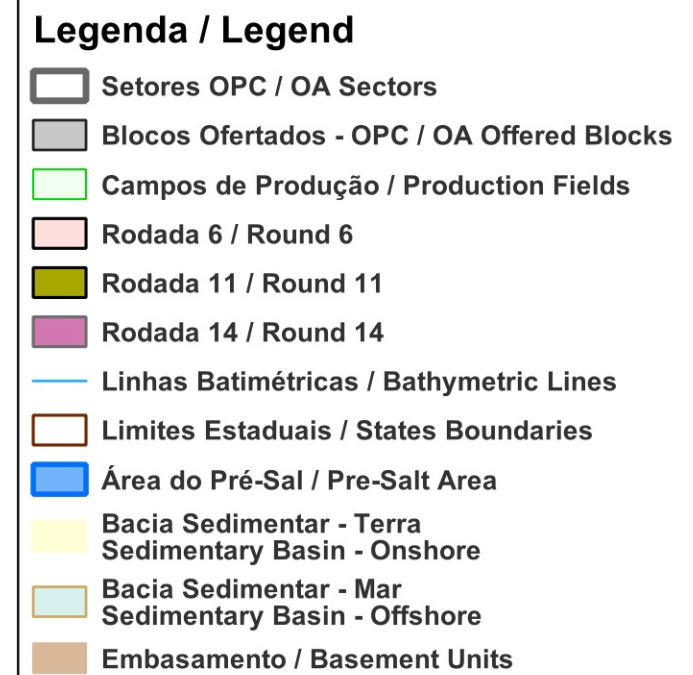 Legenda / Legend
Setores OPC / OA Sectors
Blocos Ofertados - OPC / OA Offered Blocks
Campos de Produção / Production Fields
Rodada 6 / Round 6
Rodada 11 / Round 11
Rodada 14 / Round 14
Linhas Batimétricas / Bathymetric Lines
Limites Estaduais / States Boundaries
Área do Pré-Sal / Pre-Salt Area
Bacia Sedimentar - Terra
Sedimentary Basin - Onshore
Bacia Sedimentar - Mar
Sedimentary Basin - Offshore
Embasamento / Basement Units